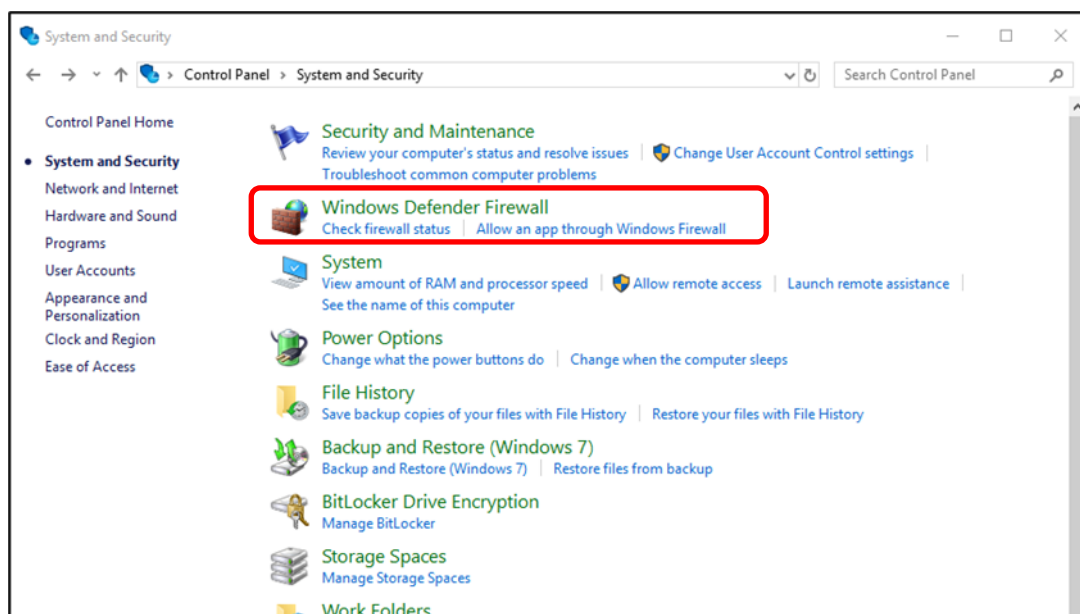 System and Security
Control Panel > System and Security
Search Control Panel
Control Panel Home
System and Security
Network and Internet
Hardware and Sound
Programs
User Accounts
Appearance and
Personalization
Clock and Region
Ease of Access
Security and Maintenance
Review your computer's status and resolve issues
Change User Account Control settings
Troubleshoot common computer problems
Windows Defender Firewall
Check firewall status
Allow an app through Windows Firewall
System
View amount of RAM and processor speed
Allow remote access
Launch remote assistance
See the name of this computer
Power Options
Change what the power buttons do
Change when the computer sleeps
File History
Save backup copies of your files with File History
Restore your files with File History
Backup and Restore (Windows 7)
Backup and Restore (Windows 7)
Restore files from backup
BitLocker Drive Encryption
Manage BitLocker
Storage Spaces
Manage Storage Spaces
Work Folders